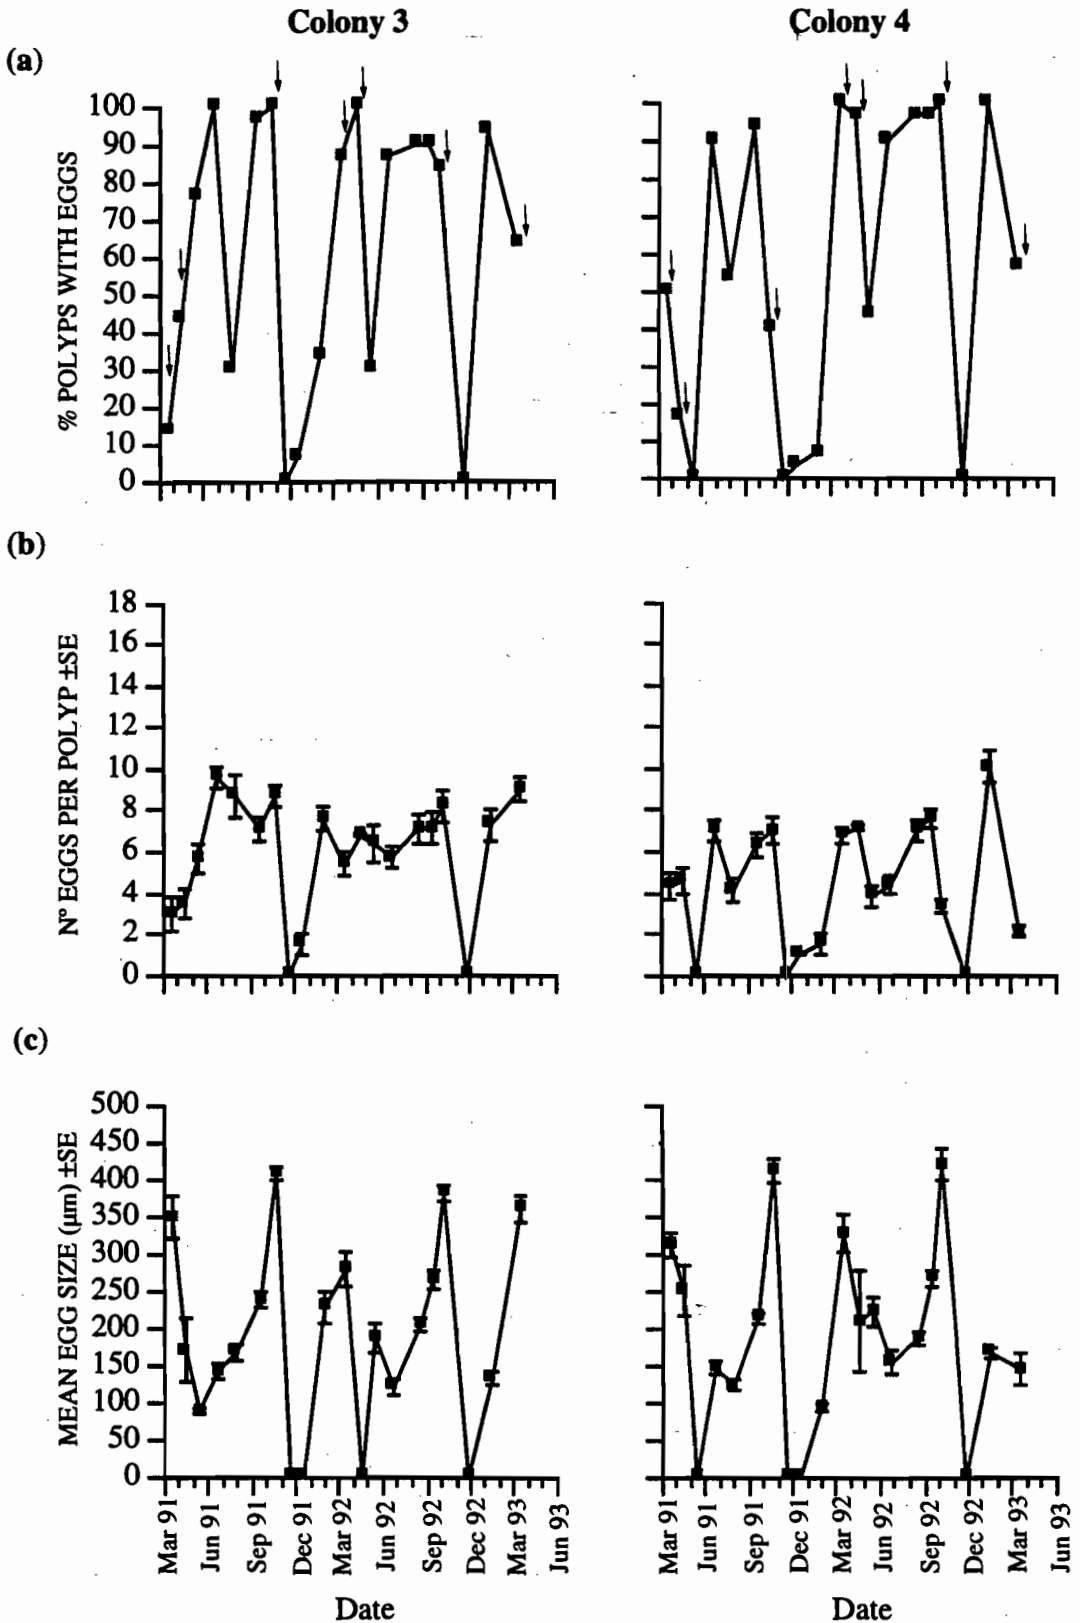 Colony 3
Colony 4
(a)
% POLYPS WITH EGGS
100
90
80
70
60
50
40
30
20
10
0
(b)
Nº EGGS PER POLYP ±SE
18
16
14
12
10
8
6
4
2
0
(c)
MEAN EGG SIZE (μm) ±SE
500
450
400
350
300
250
200
150
100
50
0
Mar 91
Jun 91
Sep 91
Dec 91
Mar 92
Jun 92
Sep 92
Dec 92
Mar 93
Jun 93
Date
Mar 91
Jun 91
Sep 91
Dec 91
Mar 92
Jun 92
Sep 92
Dec 92
Mar 93
Jun 93
Date